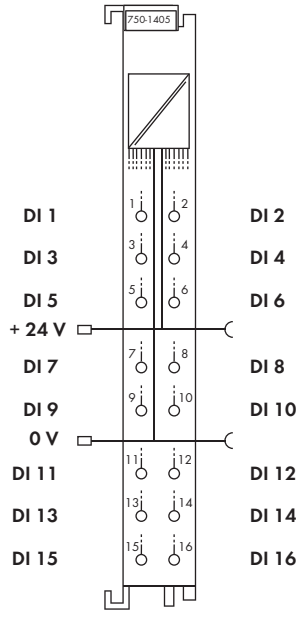 750-1405
DI 1 1 2 DI 2
DI 3 3 4 DI 4
DI 5 5 6 DI 6
+ 24 V
DI 7 7 8 DI 8
DI 9 9 10 DI 10
0 V
DI 11 11 12 DI 12
DI 13 13 14 DI 14
DI 15 15 16 DI 16